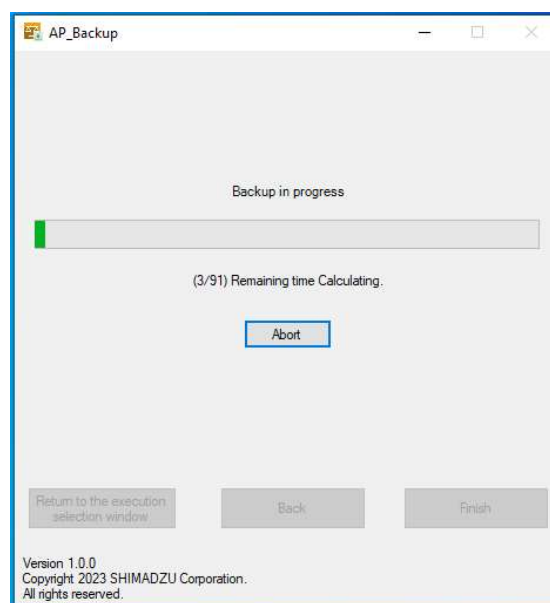 AP_Backup
Backup in progress
(3/91) Remaining time Calculating.
Abort
Return to the execution
selection window
Back
Finish
Version 1.0.0
Copyright 2023 SHIMADZU Corporation.
All rights reserved.